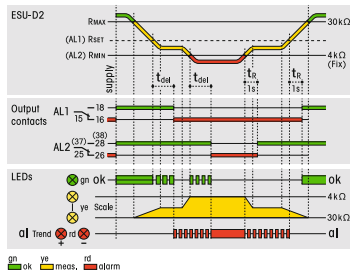 ESU-D2
RMAX
30kΩ
(AL1) RSET
(AL2) RMIN
4kΩ
(Fix)
supply
tdel
tdel
tR
1s
tR
1s
Output
contacts
AL1
18
15
16
AL2
(37)
(38)
28
25
26
LEDs
gn ok
ok
ye Scale
4kΩ
30kΩ
al Trend
rd
+
-
al
gn
ye
rd
ok
meas.
alarm